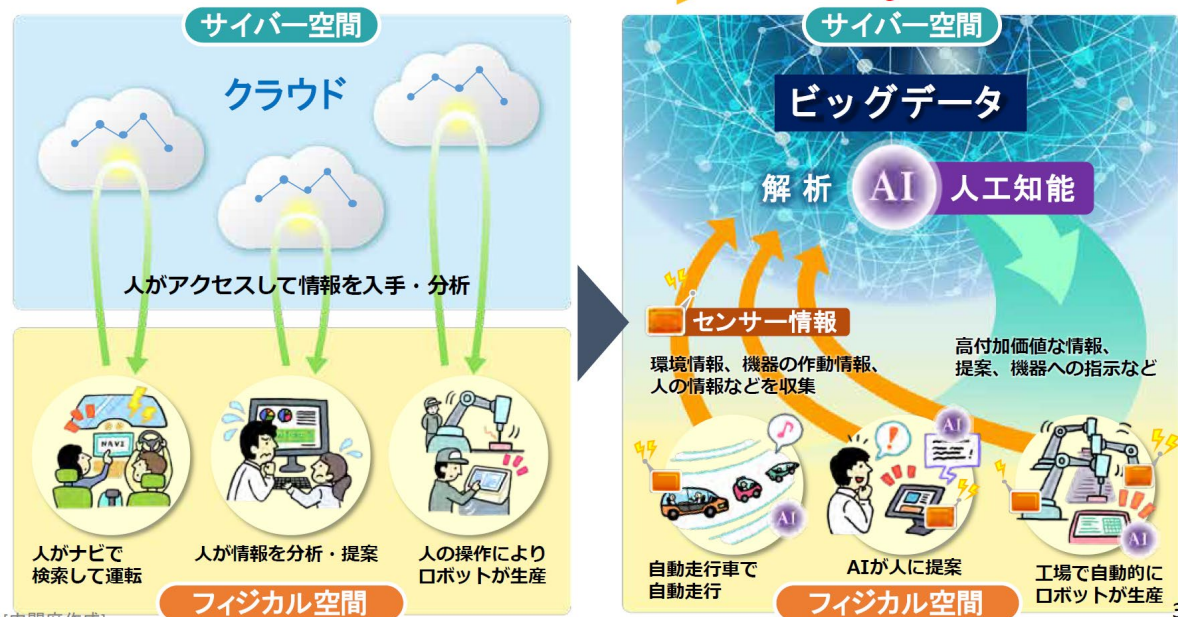 サイバー空間
クラウド
人がアクセスして情報を入手・分析
NAVI
人がナビで
検索して運転
人が情報を分析・提案
人の操作により
ロボットが生産
フィジカル空間
サイバー空間
ビッグデータ
解析 AI 人工知能
センサー情報
環境情報、機器の作動情報、
人の情報などを収集
高付加価値な情報、
提案、機器への指示など
AI
AI
AI
自動走行車で
自動走行
AIが人に提案
工場で自動的に
ロボットが生産
フィジカル空間